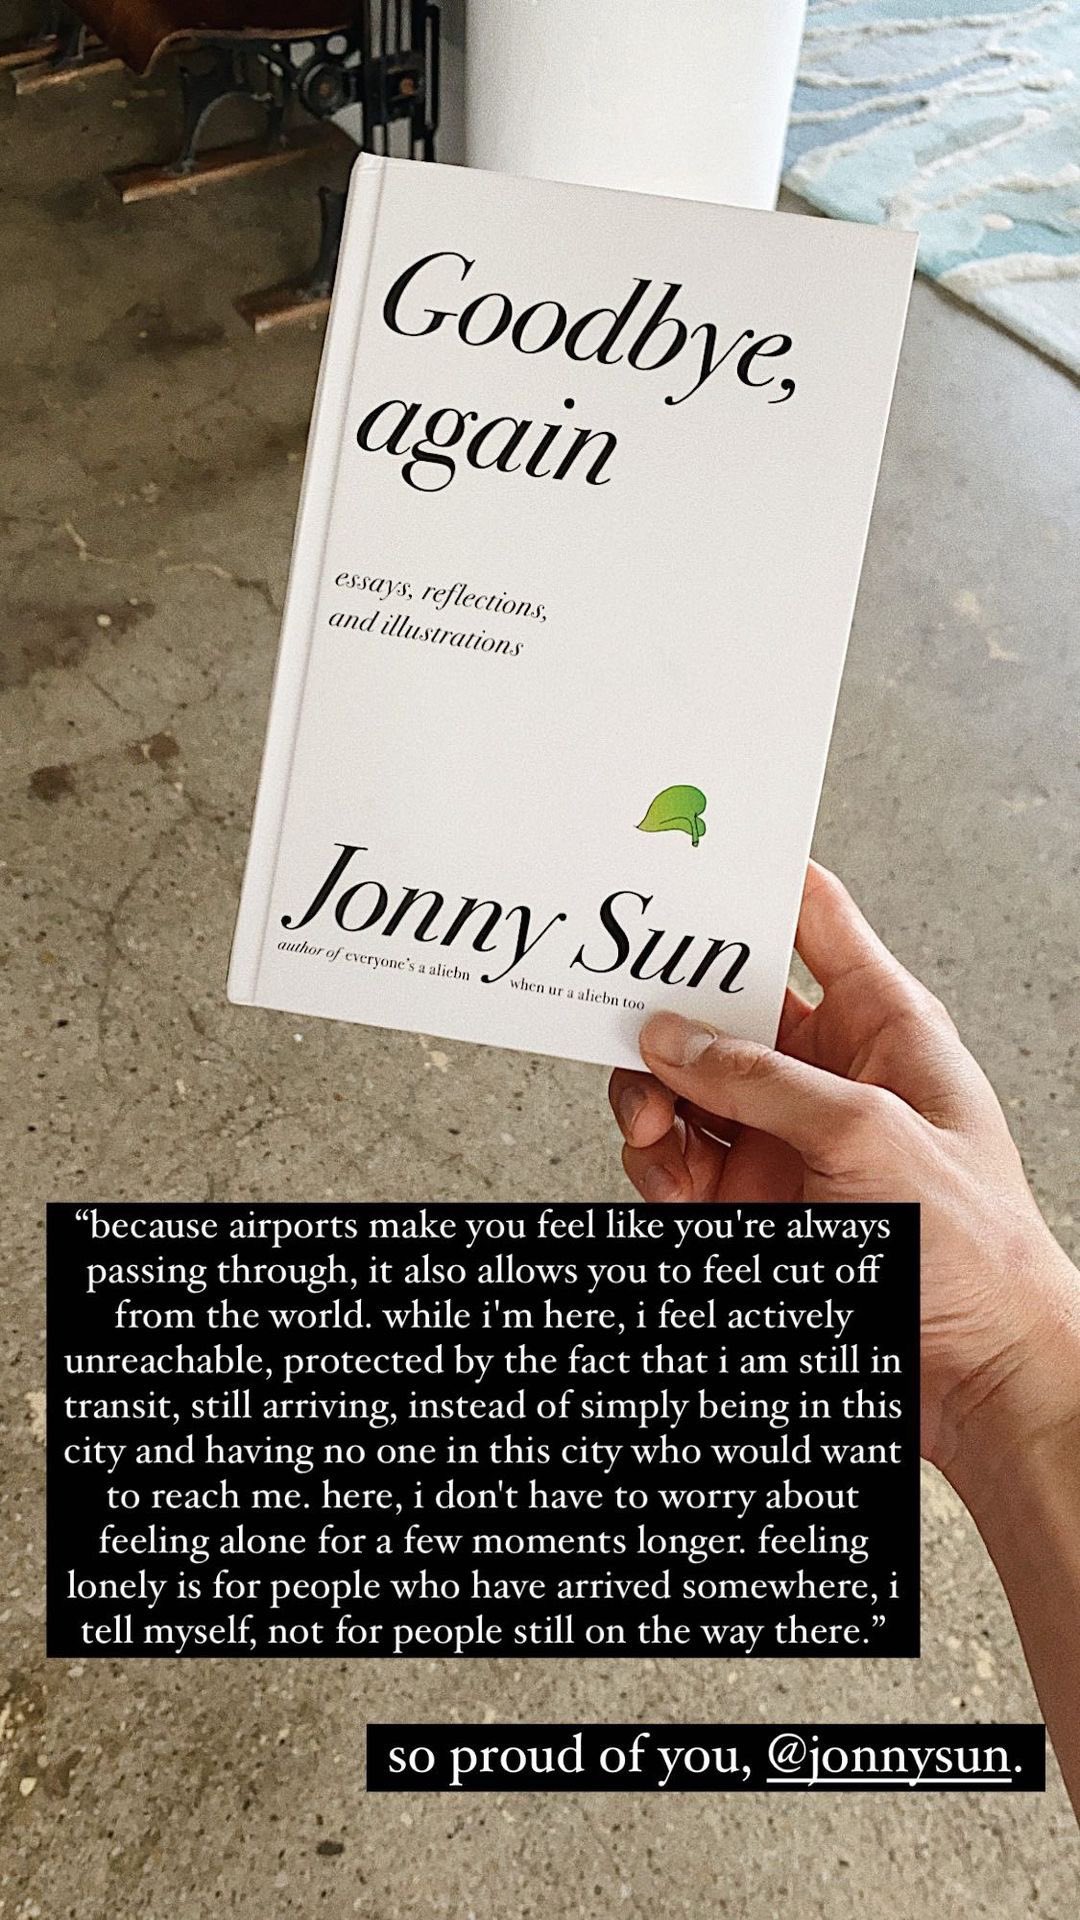 Goodbye,
again
essays, reflections,
and illustrations
Jonny Sun
author of everyone's a aliebn when ur a aliebn too
“because airports make you feel like you're always
passing through, it also allows you to feel cut off
from the world. while i'm here, i feel actively
unreachable, protected by the fact that i am still in
transit, still arriving, instead of simply being in this
city and having no one in this city who would want
to reach me. here, i don't have to worry about
feeling alone for a few moments longer. feeling
lonely is for people who have arrived somewhere, i
tell myself, not for people still on the way there.”
so proud of you, @jonnysun.